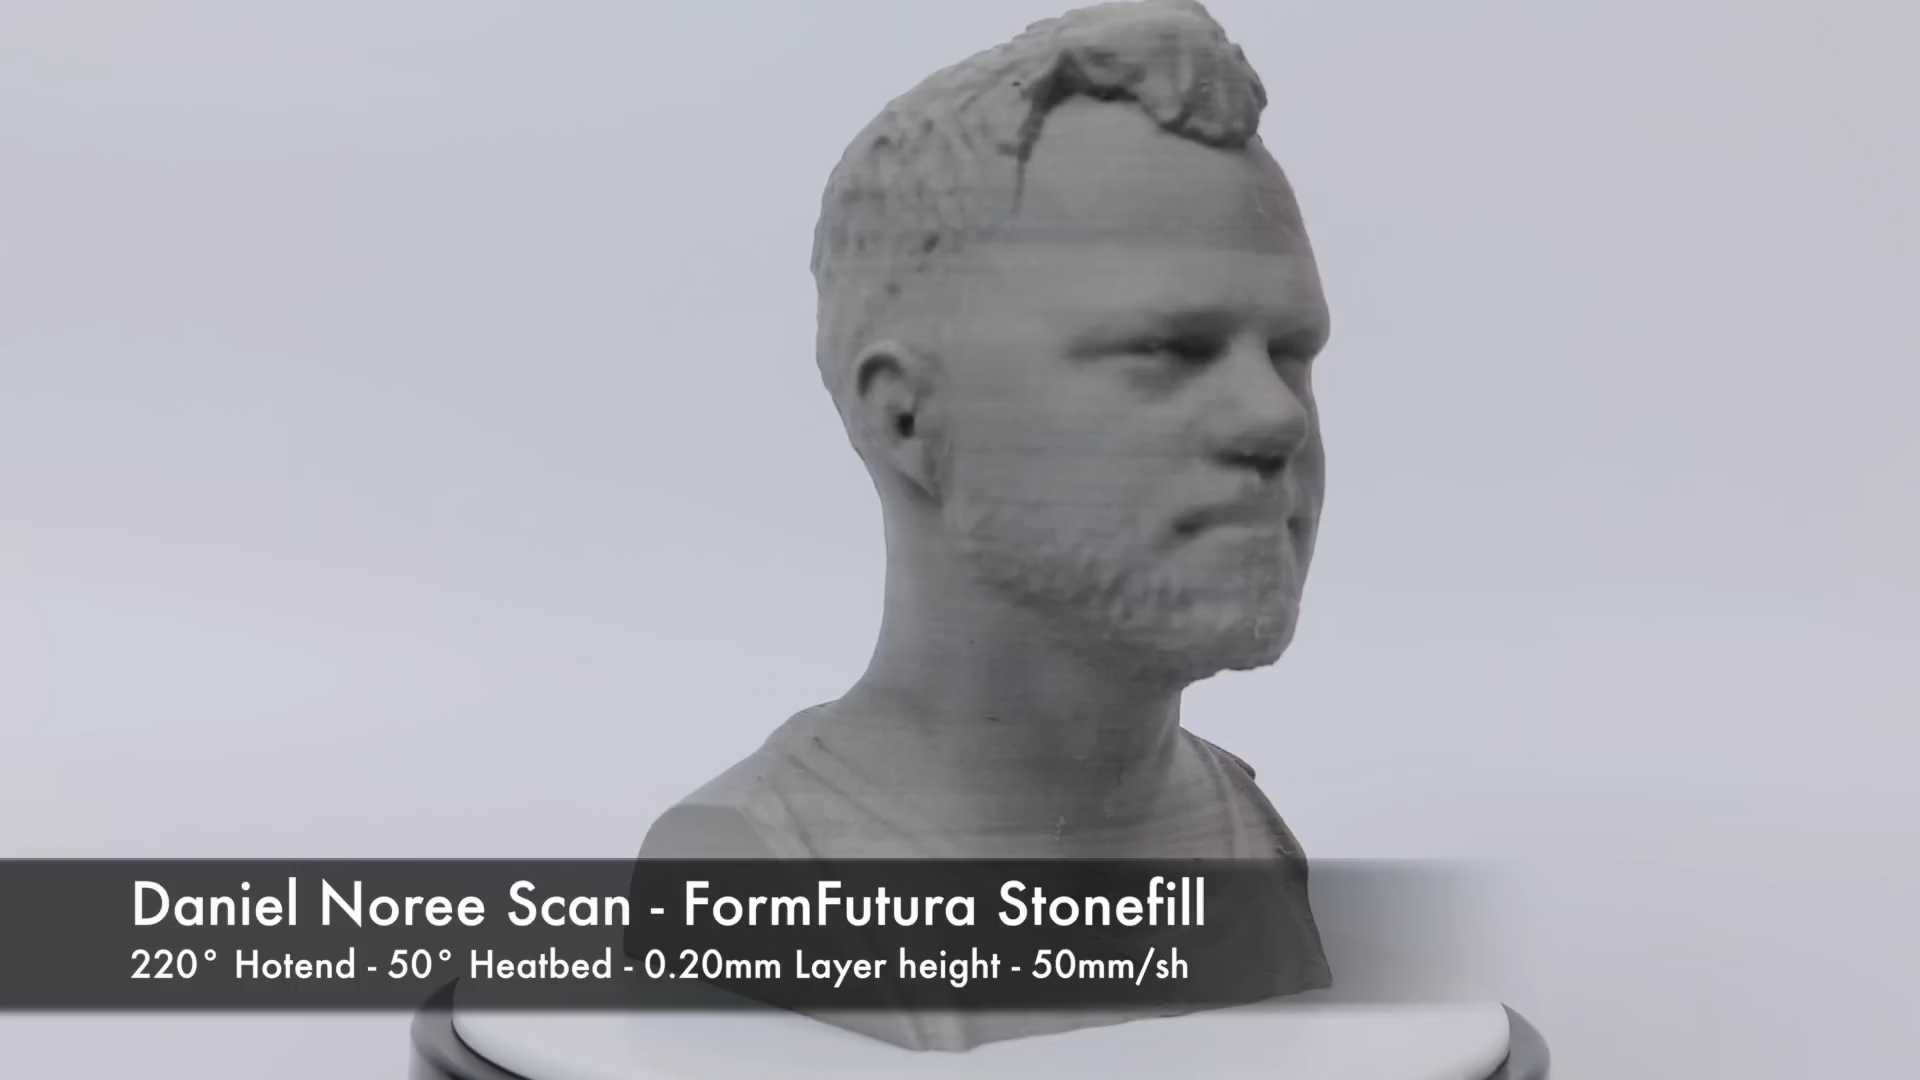 Daniel Noree Scan - FormFutura Stonefill
220° Hotend - 50° Heatbed - 0.20mm Layer height - 50mm/sh